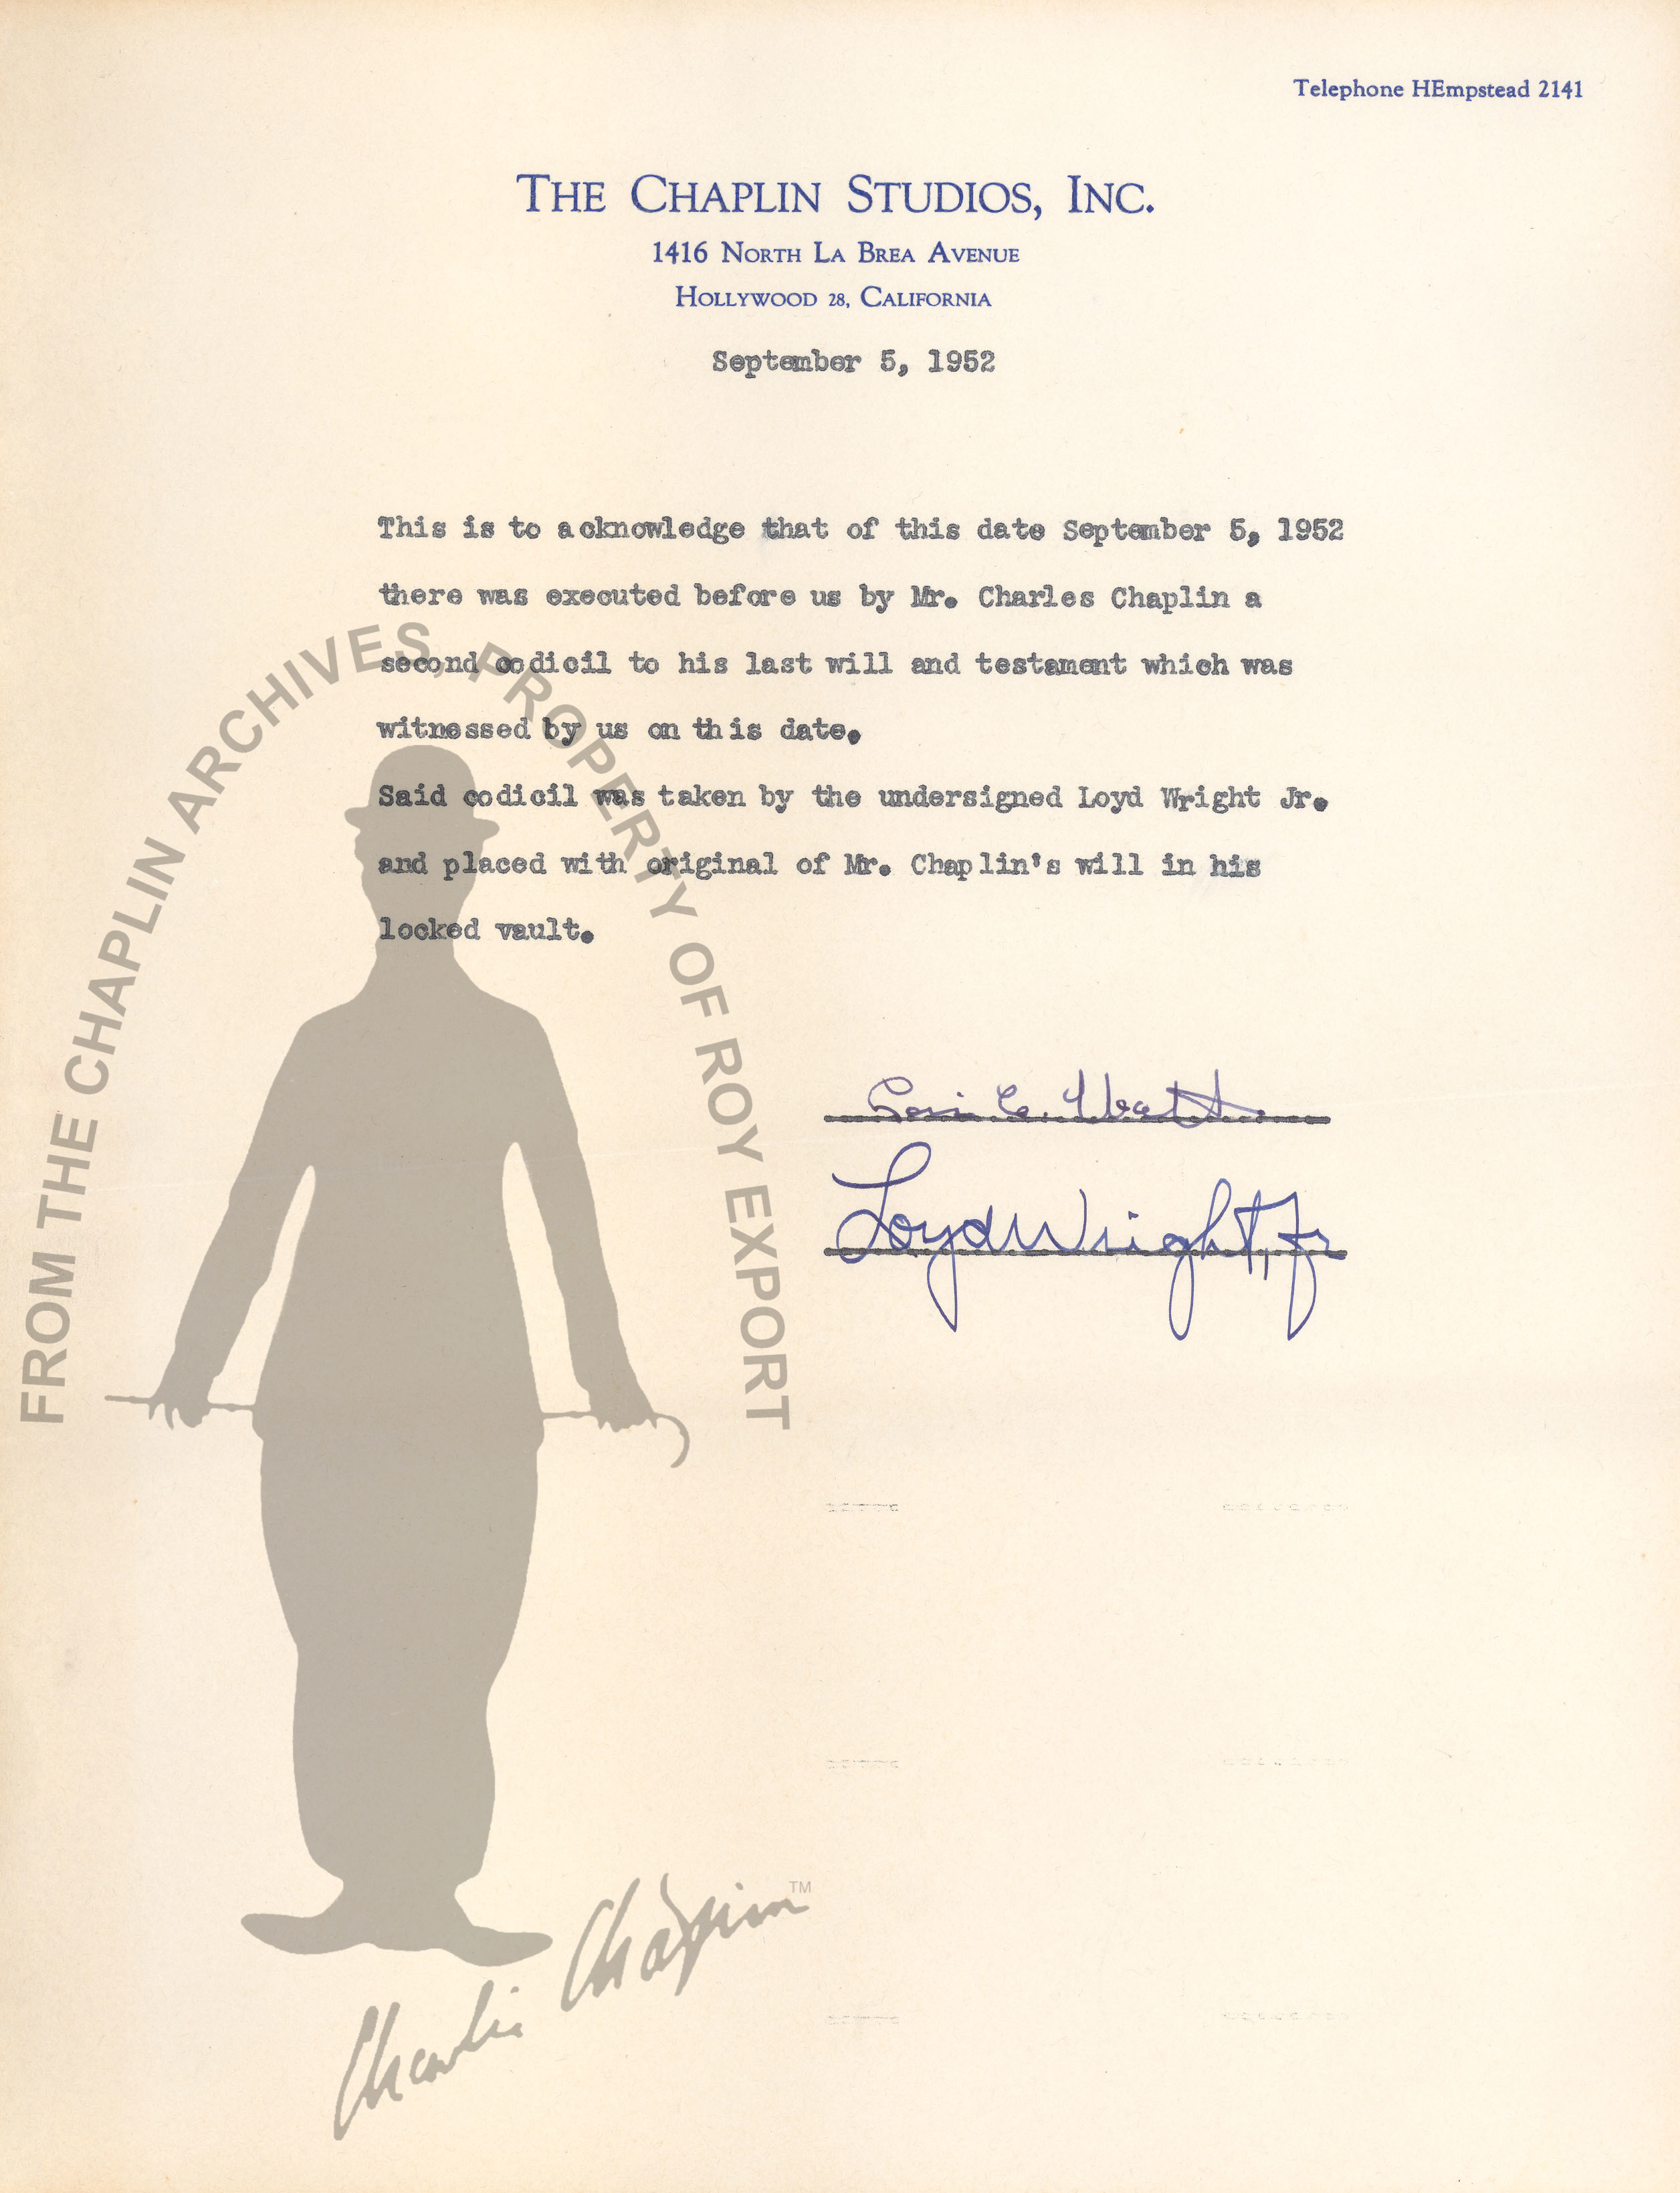 Telephone HEmpstead 2141
THE CHAPLIN STUDIOS, INC.
1416 NORTH LA BREA AVENUE
HOLLYWOOD 28, CALIFORNIA
September 5, 1952
This is to acknowledge that of this date September 5, 1952
there was executed before us by Mr. Charles Chaplin a
second codicil to his last will and testament which was
witnessed by us on this date.
Said codicil was taken by the undersigned Loyd Wright Jr.
and placed with original of Mr. Chaplin's will in his
locked vault.
Loyd Wright, Jr
FROM THE CHAPLIN ARCHIVES, PROPERTY OF ROY EXPORT
Charlie Chaplin TM